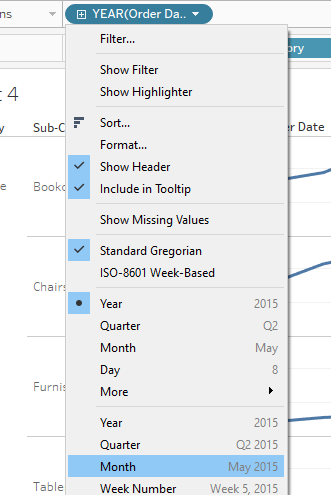 ns
YEAR(Order Da..
Filter...
ory
Show Filter
Show Highlighter
t 4
Sort...
y Sub-C
Format...
er Date
Show Header
e Bookc
Include in Tooltip
Show Missing Values
Standard Gregorian
ISO-8601 Week-Based
Chairs
Year 2015
Quarter Q2
Month May
Day 8
Furnis
More
Year 2015
Quarter Q2 2015
Month May 2015
Table
Week Number Week 5, 2015